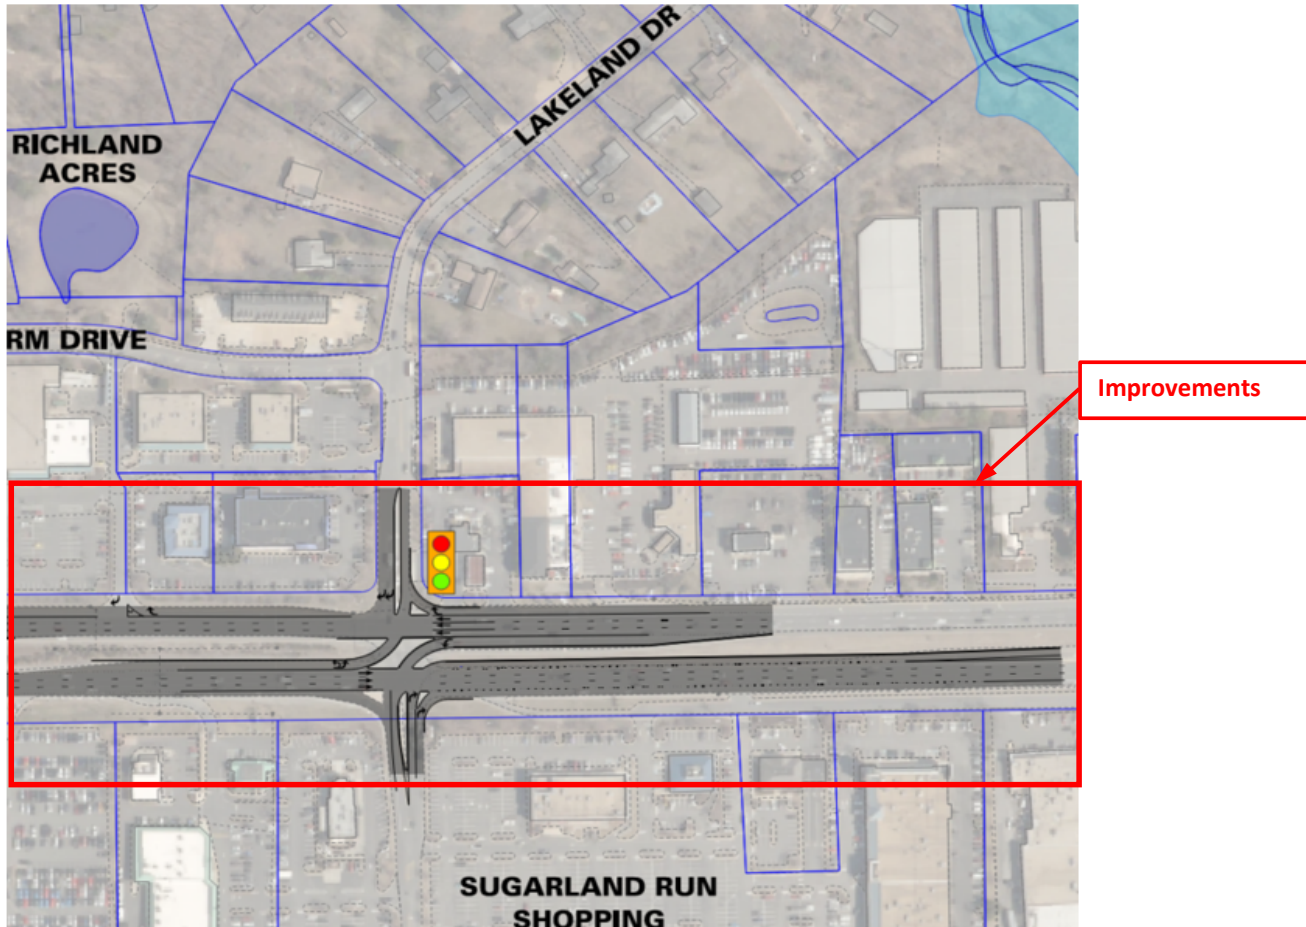 LAKELAND DR
RICHLAND
ACRES
RM DRIVE
Improvements
SUGARLAND RUN
SHOPPING